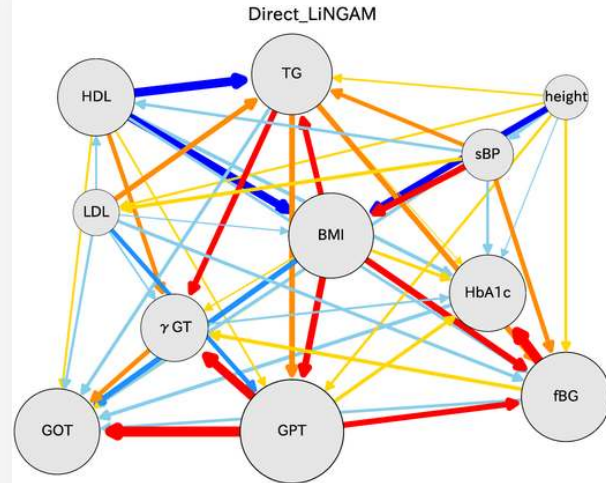 Direct_LiNGAM
TG
HDL
height
sBP
LDL
BMI
HbA1c
γGT
fBG
GOT
GPT